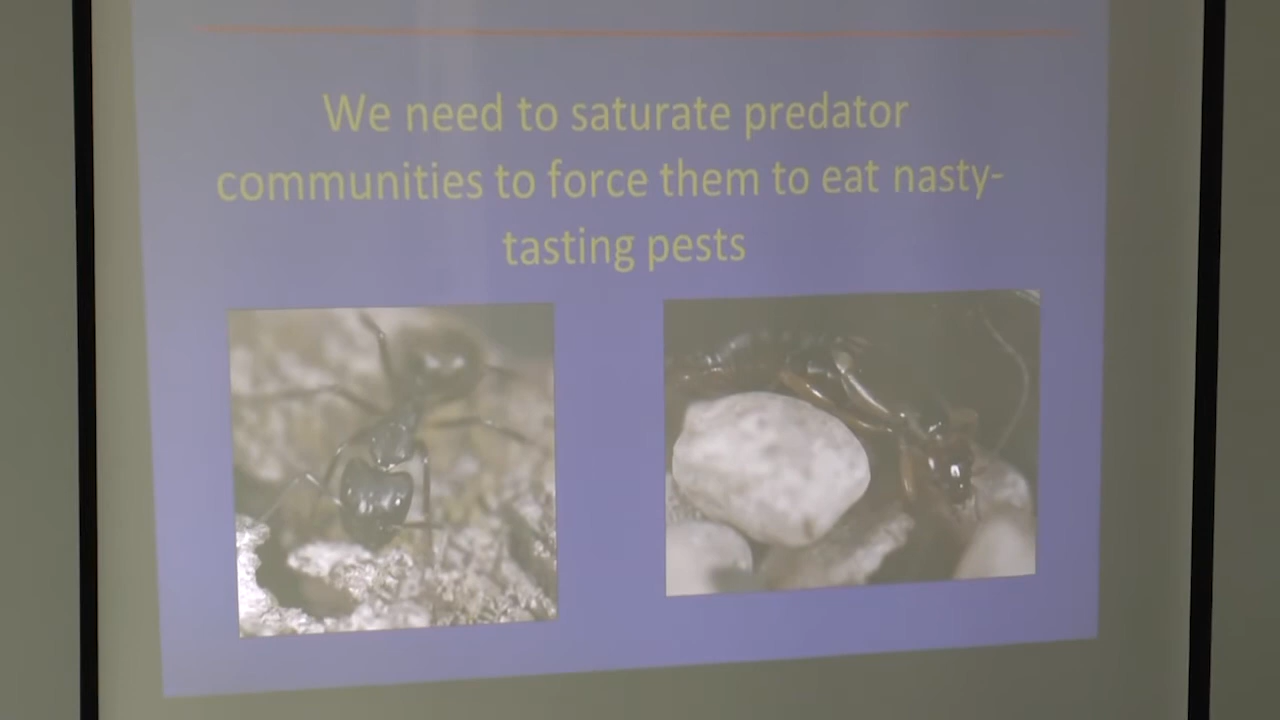 We need to saturate predator
communities to force them to eat nasty-
tasting pests